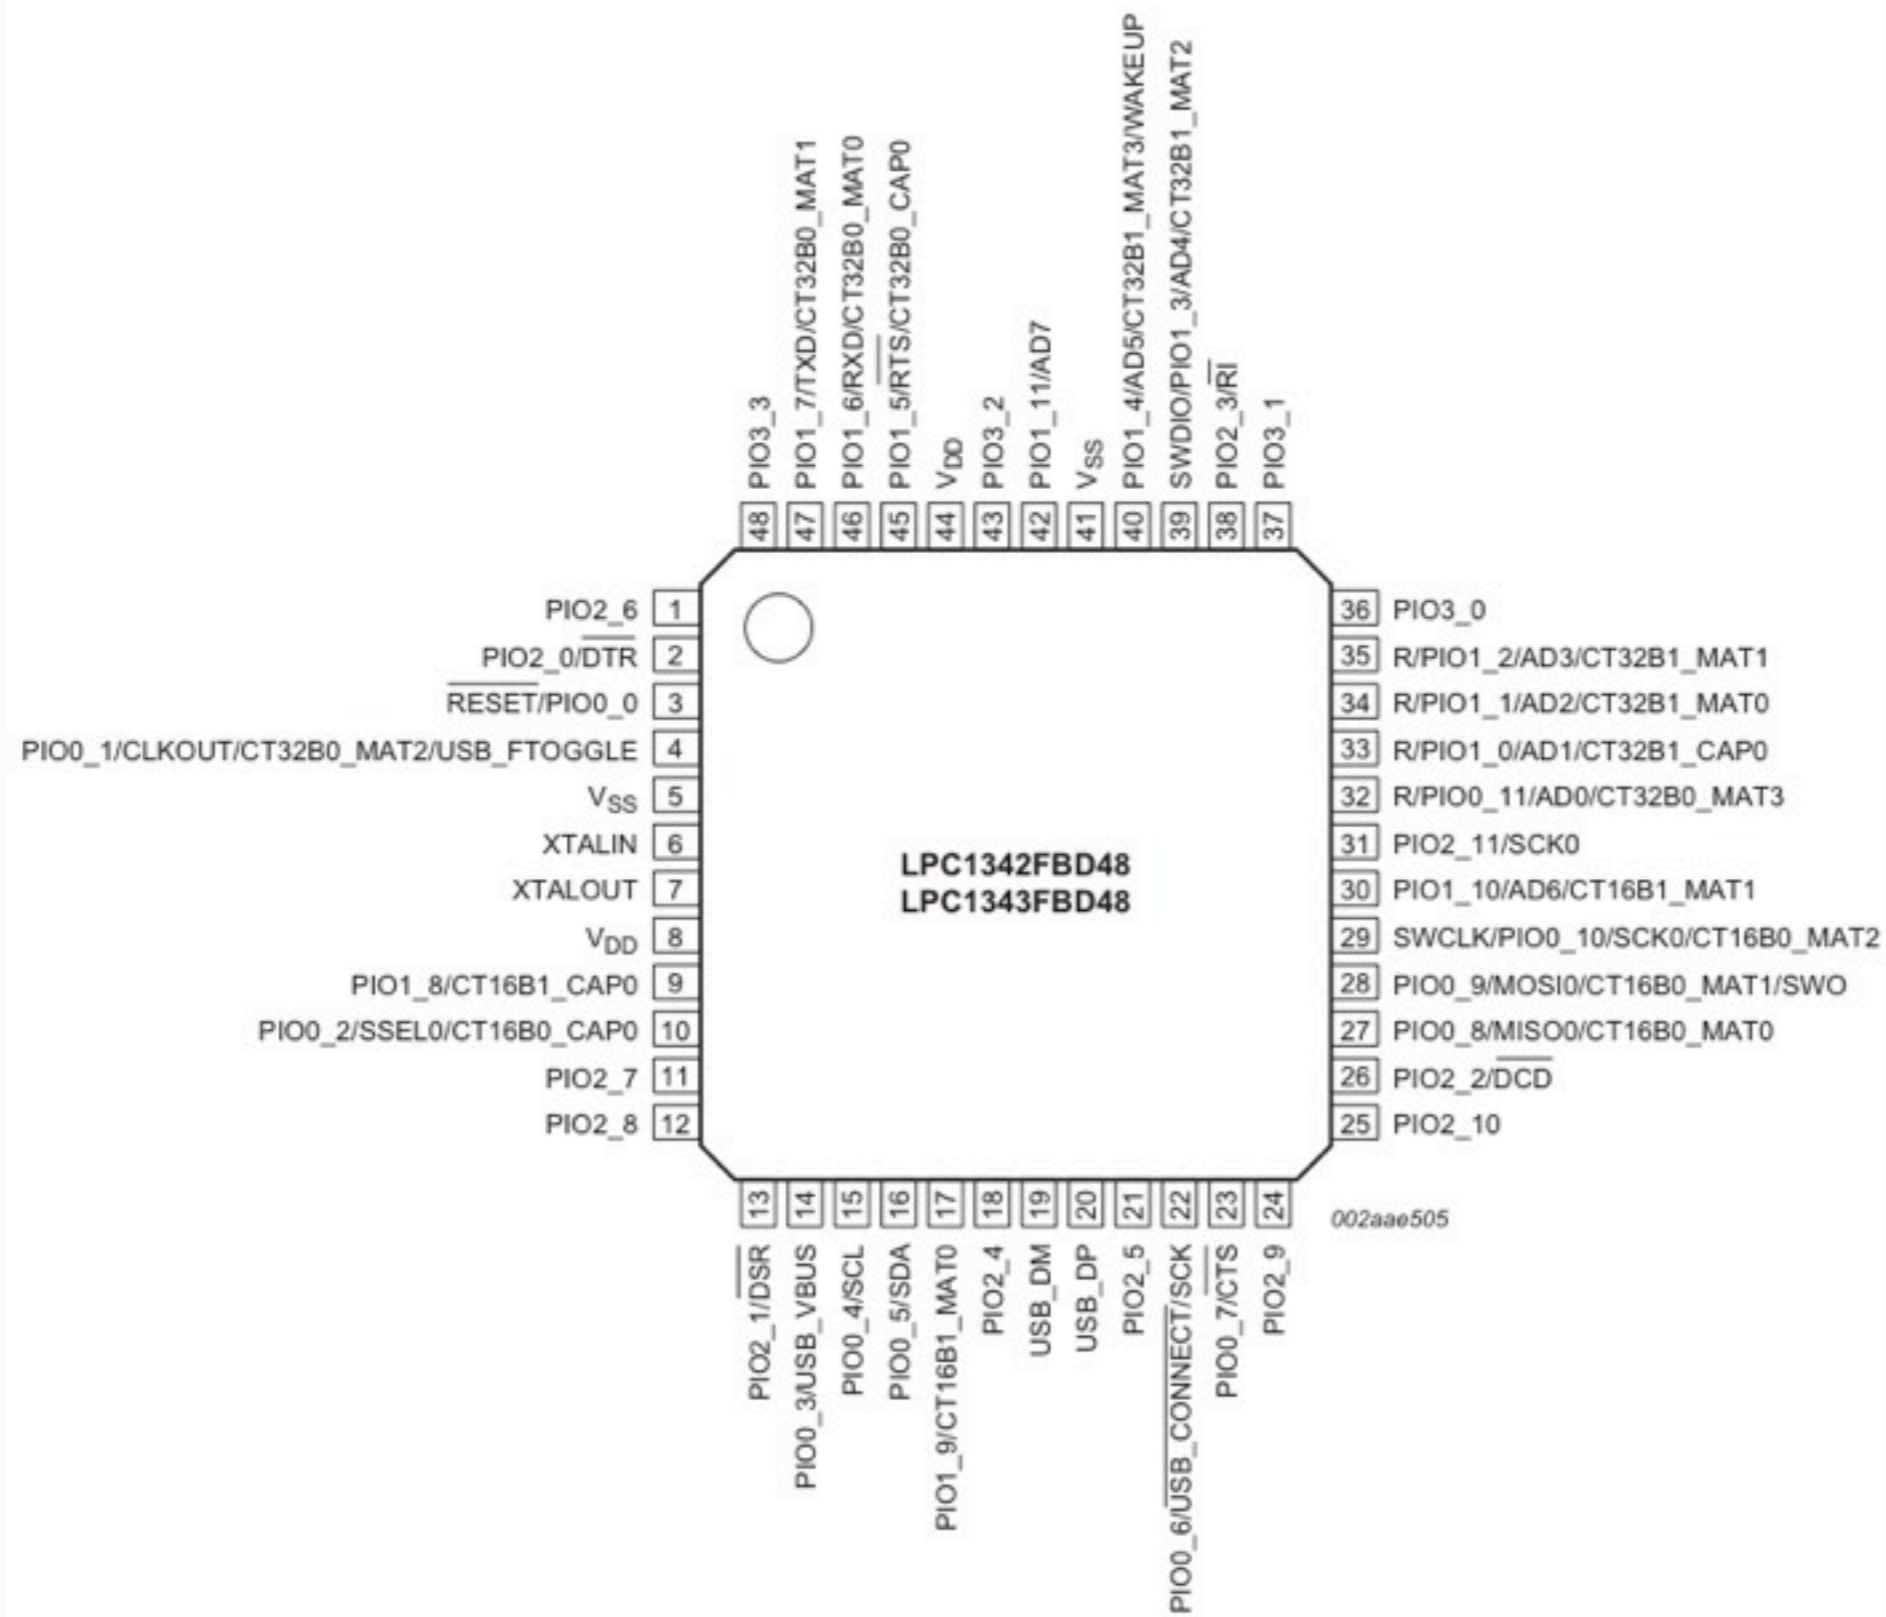 PIO3_3
PIO1_7/TXD/CT32B0_MAT1
PIO1_6/RXD/CT32B0_MAT0
PIO1_5/RTS/CT32B0_CAP0
VDD
PIO3_2
PIO1_11/AD7
VSS
PIO1_4/AD5/CT32B1_MAT3/WAKEUP
SWDIO/PIO1_3/AD4/CT32B1_MAT2
PIO2_3/RI
PIO3_1
48 47 46 45 44 43 42 41 40 39 38 37
PIO2_6 1
PIO2_0/DTR 2
RESET/PIO0_0 3
PIO0_1/CLKOUT/CT32B0_MAT2/USB_FTOGGLE 4
VSS 5
XTALIN 6
XTALOUT 7
VDD 8
PIO1_8/CT16B1_CAP0 9
PIO0_2/SSEL0/CT16B0_CAP0 10
PIO2_7 11
PIO2_8 12
LPC1342FBD48
LPC1343FBD48
36 PIO3_0
35 R/PIO1_2/AD3/CT32B1_MAT1
34 R/PIO1_1/AD2/CT32B1_MAT0
33 R/PIO1_0/AD1/CT32B1_CAP0
32 R/PIO0_11/AD0/CT32B0_MAT3
31 PIO2_11/SCK0
30 PIO1_10/AD6/CT16B1_MAT1
29 SWCLK/PIO0_10/SCK0/CT16B0_MAT2
28 PIO0_9/MOSI0/CT16B0_MAT1/SWO
27 PIO0_8/MISO0/CT16B0_MAT0
26 PIO2_2/DCD
25 PIO2_10
13 14 15 16 17 18 19 20 21 22 23 24
PIO2_1/DSR
PIO0_3/USB_VBUS
PIO0_4/SCL
PIO0_5/SDA
PIO1_9/CT16B1_MAT0
PIO2_4
USB_DM
USB_DP
PIO2_5
PIO0_6/USB_CONNECT/SCK
PIO0_7/CTS
PIO2_9
002aae505